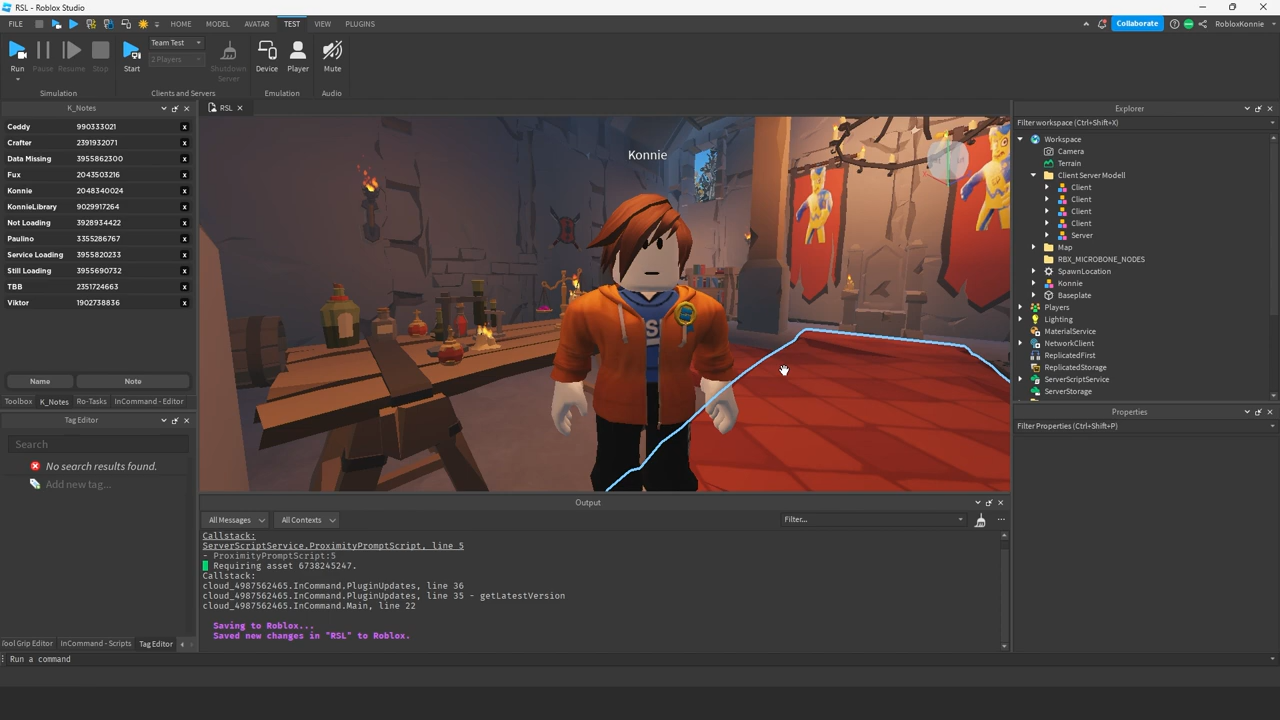 RSL - Roblox Studio
FILE
HOME
MODEL
AVATAR
TEST
VIEW
PLUGINS
Collaborate
RobloxKonnie
Run
Pause
Resume
Stop
Start
Team Test
2 Players
Shutdown
Server
Device
Player
Mute
Simulation
Clients and Servers
Emulation
Audio
K_Notes
Ceddy 990333021 x
Crafter 2391932071 x
Data Missing 3955862300 x
Fux 2043503216 x
Konnie 2048340024 x
KonnieLibrary 9029917264 x
Not Loading 3928934422 x
Paulino 3355286767 x
Service Loading 3955820233 x
Still Loading 3955690732 x
TBB 2351724663 x
Viktor 1902738836 x
Name
Note
Toolbox
K_Notes
Ro-Tasks
InCommand - Editor
Tag Editor
Search
No search results found.
Add new tag...
Tool Grip Editor
InCommand - Scripts
Tag Editor
RSL
Konnie
Output
All Messages
All Contexts
Filter...
Callstack:
ServerScriptService.ProximityPromptScript, line 5
- ProximityPromptScript:5
Requiring asset 6738245247.
Callstack:
cloud_4987562465.InCommand.PluginUpdates, line 36
cloud_4987562465.InCommand.PluginUpdates, line 35 - getLatestVersion
cloud_4987562465.InCommand.Main, line 22
Saving to Roblox...
Saved new changes in "RSL" to Roblox.
Explorer
Filter workspace (Ctrl+Shift+X)
Workspace
Camera
Terrain
Client Server Modell
Client
Client
Client
Client
Server
Map
RBX_MICROBONE_NODES
SpawnLocation
Konnie
Baseplate
Players
Lighting
MaterialService
NetworkClient
ReplicatedFirst
ReplicatedStorage
ServerScriptService
ServerStorage
Properties
Filter Properties (Ctrl+Shift+P)
Run a command